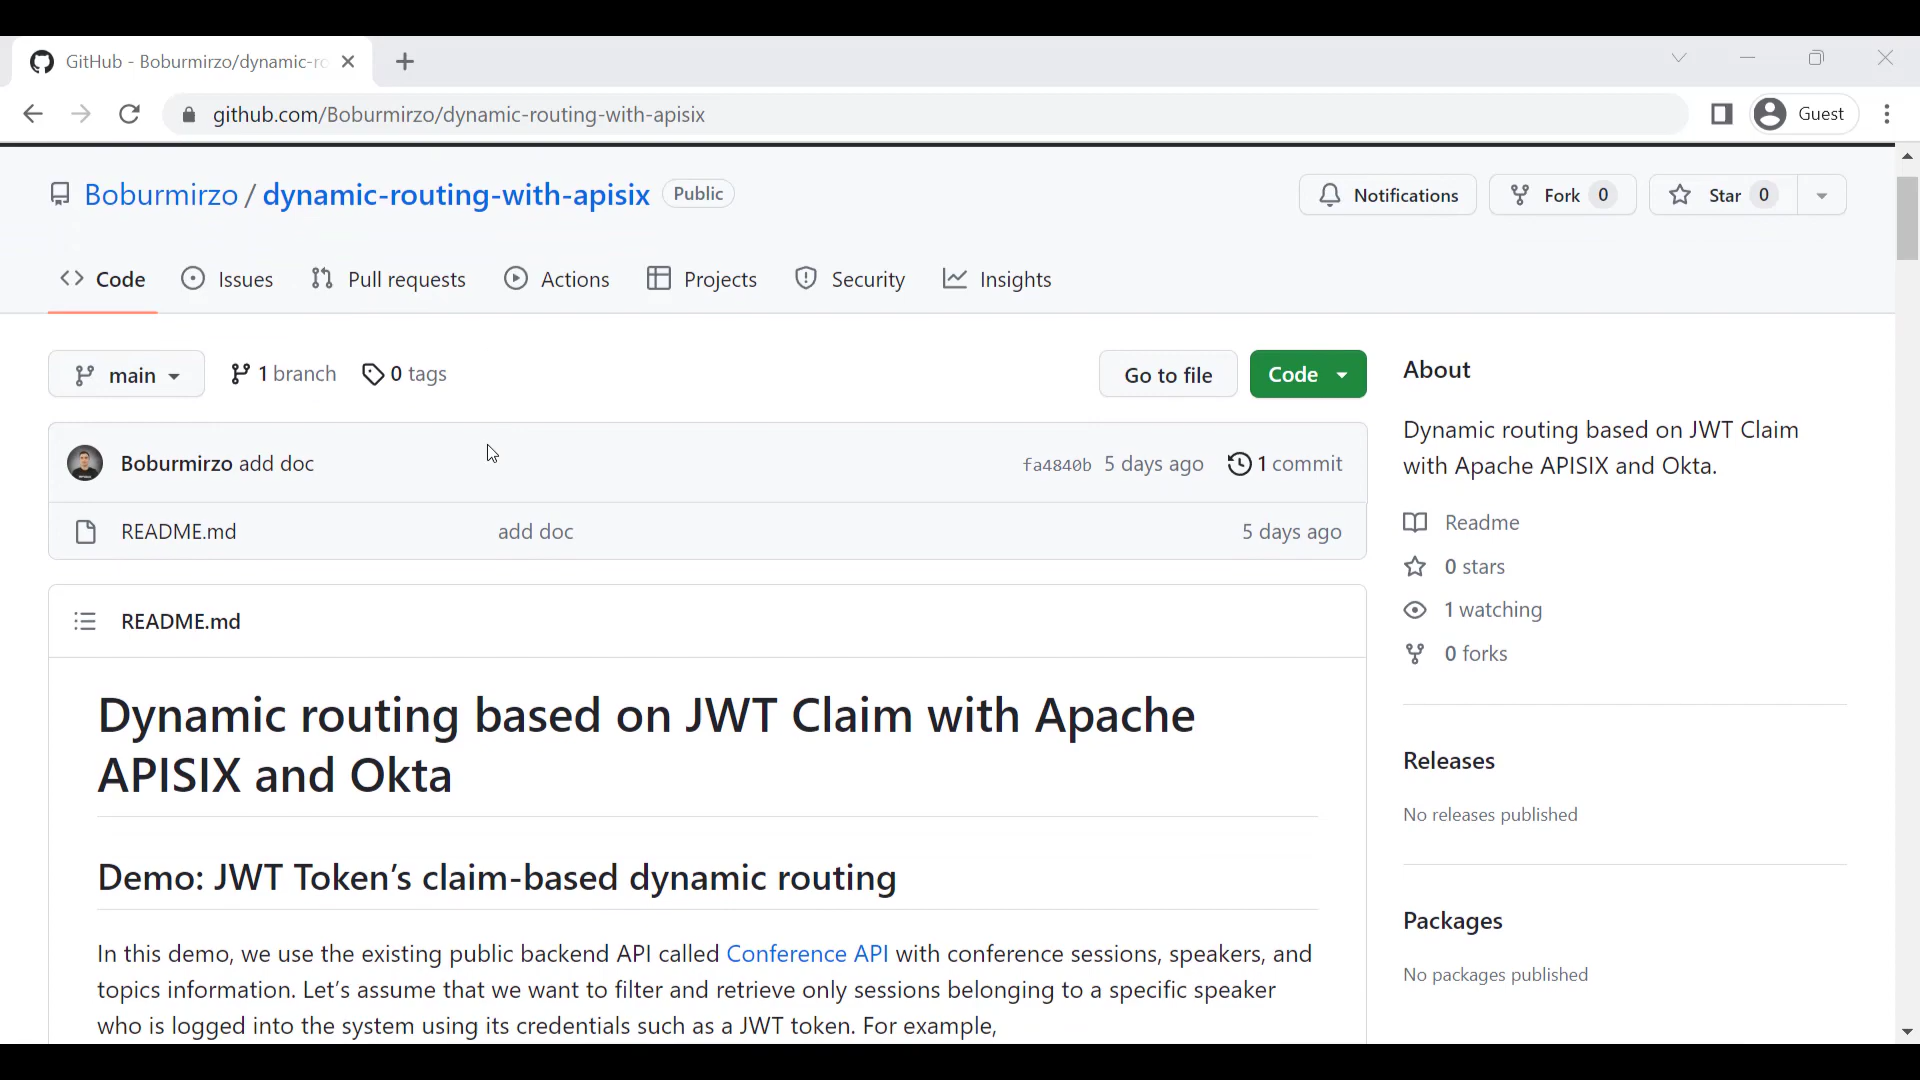 GitHub - Boburmirzo/dynamic-ro
github.com/Boburmirzo/dynamic-routing-with-apisix
Guest
Boburmirzo / dynamic-routing-with-apisix Public
Notifications
Fork 0
Star 0
Code
Issues
Pull requests
Actions
Projects
Security
Insights
main
1 branch
0 tags
Go to file
Code
Boburmirzo add doc
fa4840b 5 days ago
1 commit
README.md
add doc
5 days ago
README.md
Dynamic routing based on JWT Claim with Apache
APISIX and Okta
Demo: JWT Token’s claim-based dynamic routing
In this demo, we use the existing public backend API called Conference API with conference sessions, speakers, and
topics information. Let’s assume that we want to filter and retrieve only sessions belonging to a specific speaker
who is logged into the system using its credentials such as a JWT token. For example,
About
Dynamic routing based on JWT Claim
with Apache APISIX and Okta.
Readme
0 stars
1 watching
0 forks
Releases
No releases published
Packages
No packages published